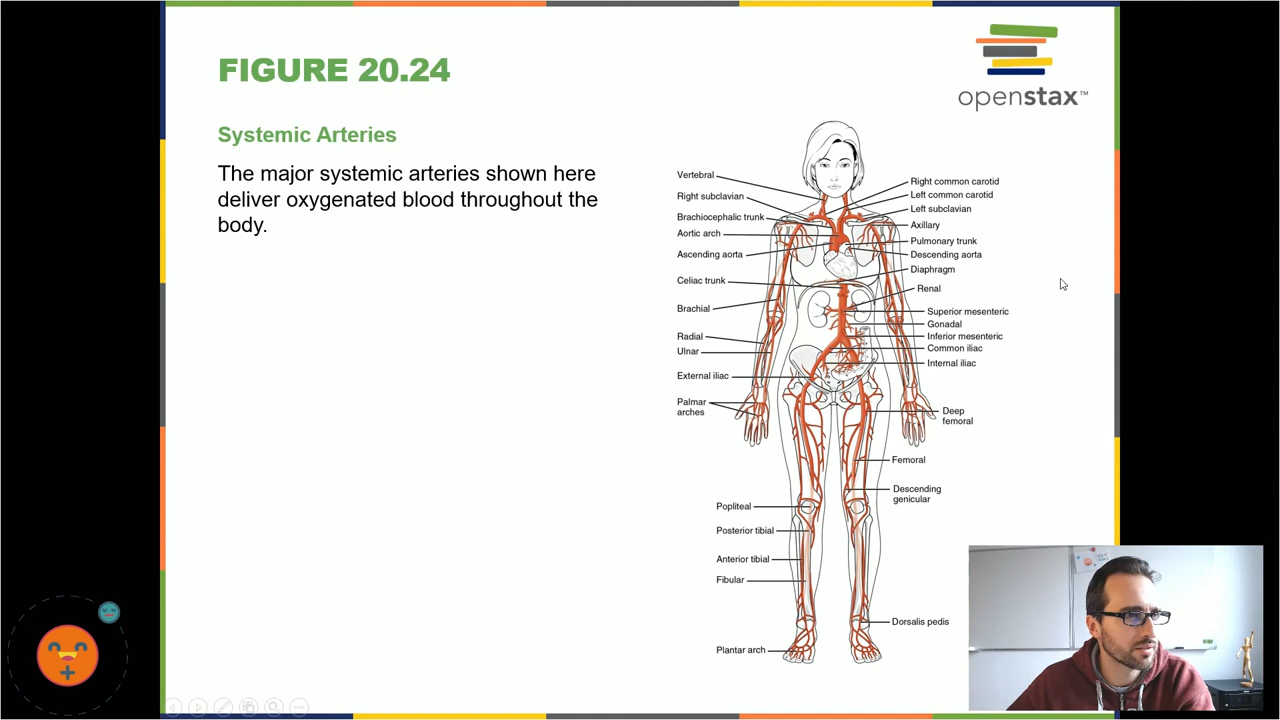 FIGURE 20.24
openstax™
Systemic Arteries
The major systemic arteries shown here
deliver oxygenated blood throughout the
body.
Vertebral
Right subclavian
Brachiocephalic trunk
Aortic arch
Ascending aorta
Celiac trunk
Brachial
Radial
Ulnar
External iliac
Palmar
arches
Popliteal
Posterior tibial
Anterior tibial
Fibular
Plantar arch
Right common carotid
Left common carotid
Left subclavian
Axillary
Pulmonary trunk
Descending aorta
Diaphragm
Renal
Superior mesenteric
Gonadal
Inferior mesenteric
Common iliac
Internal iliac
Deep
femoral
Femoral
Descending
genicular
Dorsalis pedis